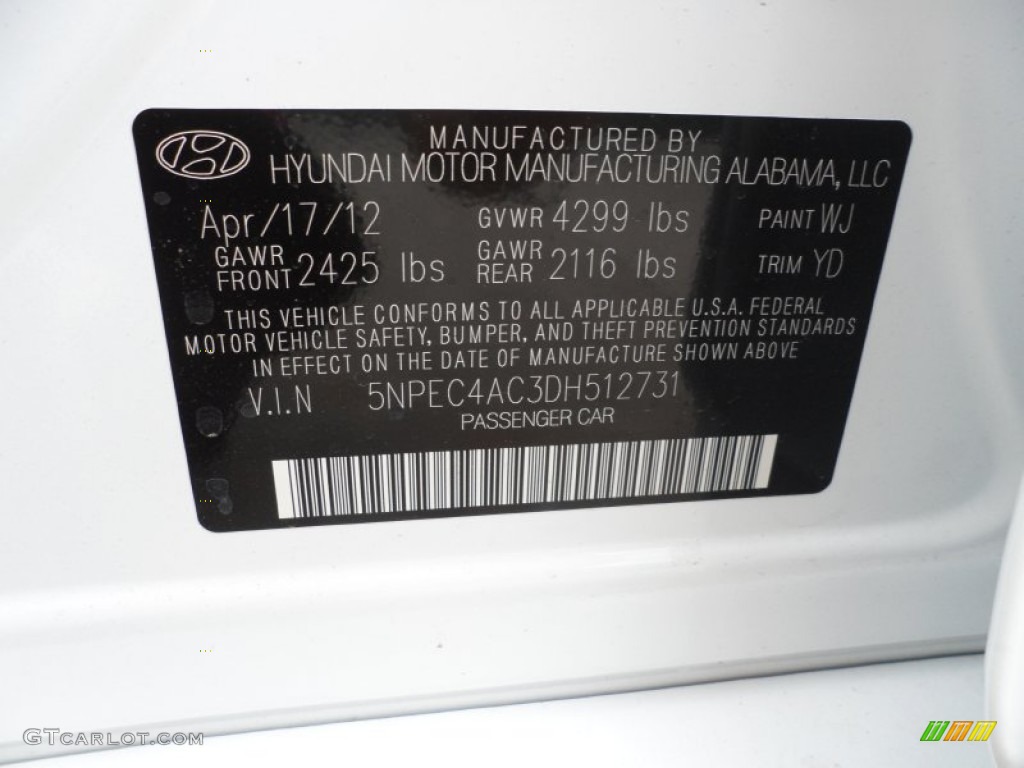 MANUFACTURED BY
HYUNDAI MOTOR MANUFACTURING ALABAMA, LLC
Apr/17/12 GVWR 4299 lbs PAINT WJ
GAWR FRONT 2425 lbs GAWR REAR 2116 lbs TRIM YD
THIS VEHICLE CONFORMS TO ALL APPLICABLE U.S.A. FEDERAL
MOTOR VEHICLE SAFETY, BUMPER, AND THEFT PREVENTION STANDARDS
IN EFFECT ON THE DATE OF MANUFACTURE SHOWN ABOVE
V.I.N 5NPEC4AC3DH512731
PASSENGER CAR
GTCARLOT.COM